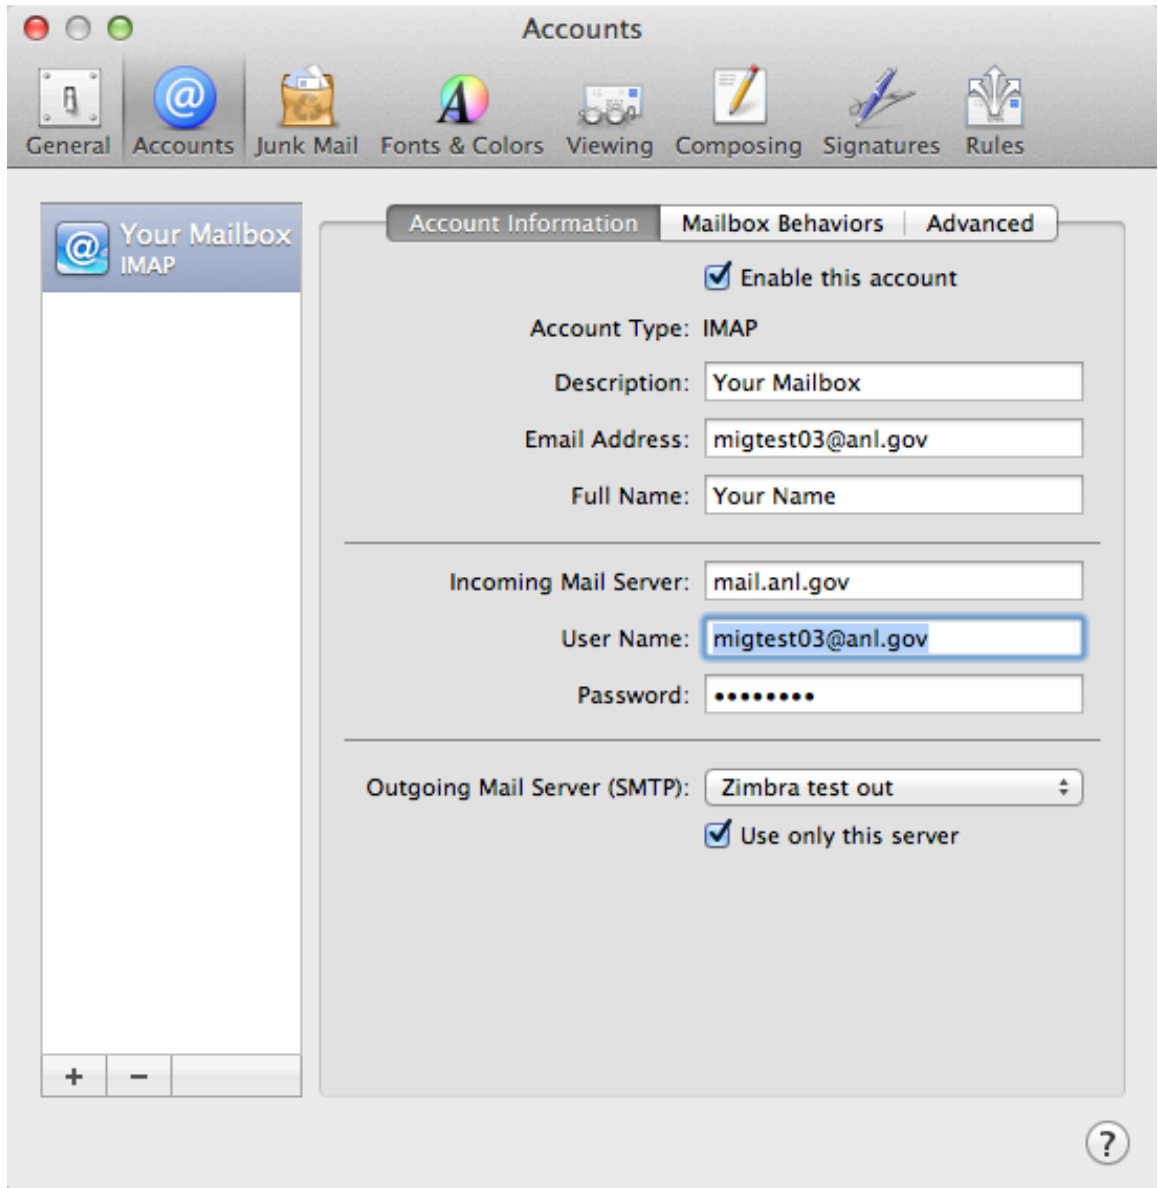 Accounts
General Accounts Junk Mail Fonts & Colors Viewing Composing Signatures Rules
Your Mailbox
IMAP
Account Information Mailbox Behaviors Advanced
Enable this account
Account Type: IMAP
Description: Your Mailbox
Email Address: migtest03@anl.gov
Full Name: Your Name
Incoming Mail Server: mail.anl.gov
User Name: migtest03@anl.gov
Password: ••••••••
Outgoing Mail Server (SMTP): Zimbra test out
Use only this server
+ −
?